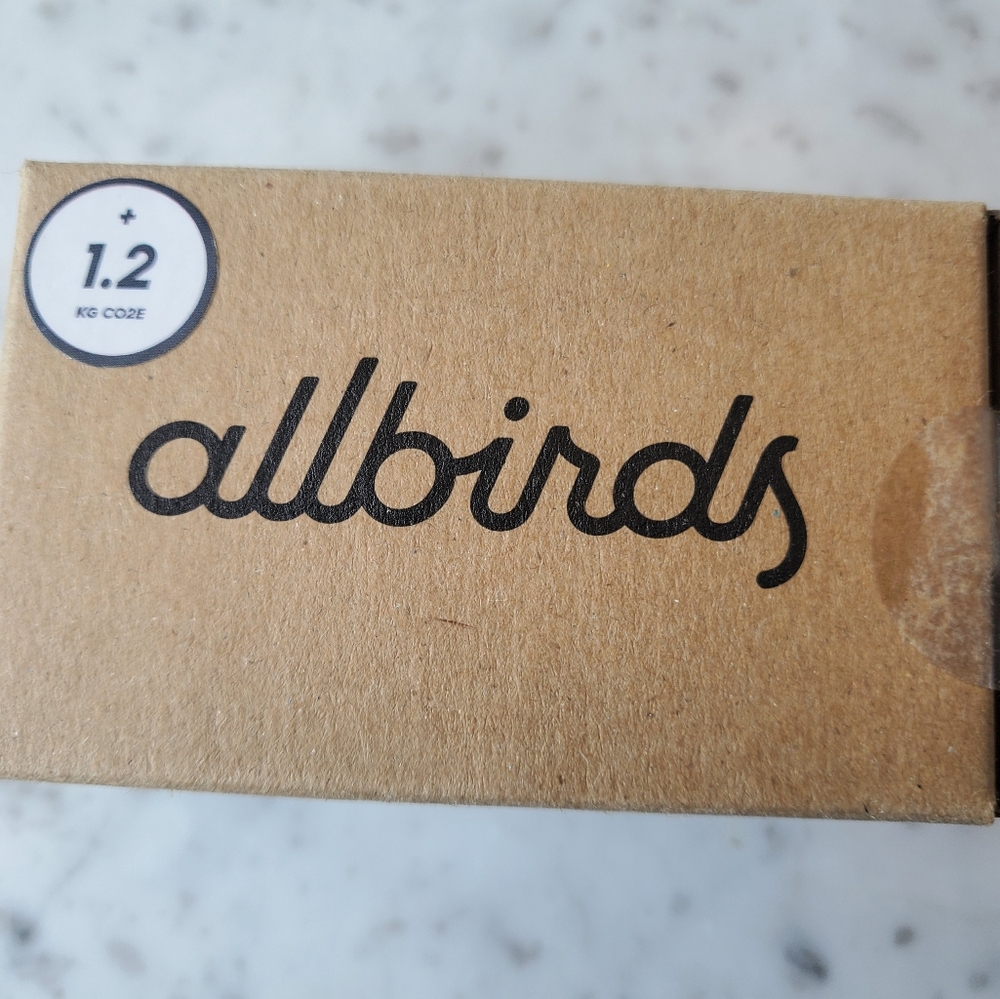 +
1.2
KG CO2E
allbirds